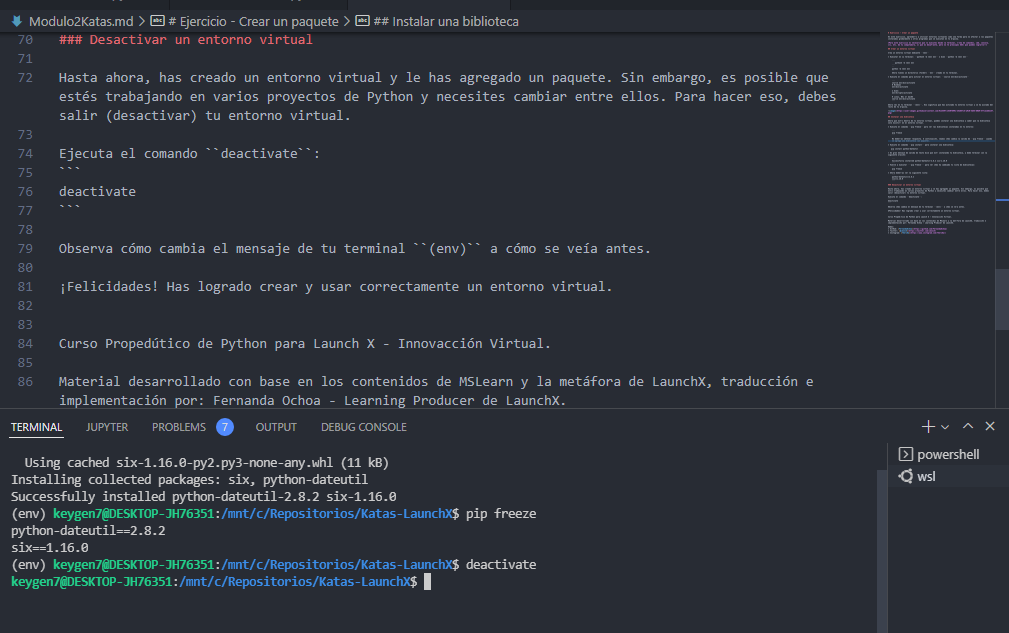 Modulo2Katas.md > # Ejercicio - Crear un paquete > ## Instalar una biblioteca
70 ### Desactivar un entorno virtual
71
72 Hasta ahora, has creado un entorno virtual y le has agregado un paquete. Sin embargo, es posible que
estés trabajando en varios proyectos de Python y necesites cambiar entre ellos. Para hacer eso, debes
salir (desactivar) tu entorno virtual.
73
74 Ejecuta el comando ``deactivate``:
75 ```
76 deactivate
77 ```
78
79 Observa cómo cambia el mensaje de tu terminal ``(env)`` a cómo se veía antes.
80
81 ¡Felicidades! Has logrado crear y usar correctamente un entorno virtual.
82
83
84 Curso Propedútico de Python para Launch X - Innovacción Virtual.
85
86 Material desarrollado con base en los contenidos de MSLearn y la metáfora de LaunchX, traducción e
implementación por: Fernanda Ochoa - Learning Producer de LaunchX.
TERMINAL JUPYTER PROBLEMS 7 OUTPUT DEBUG CONSOLE
powershell
wsl
Using cached six-1.16.0-py2.py3-none-any.whl (11 kB)
Installing collected packages: six, python-dateutil
Successfully installed python-dateutil-2.8.2 six-1.16.0
(env) keygen7@DESKTOP-JH76351:/mnt/c/Repositorios/Katas-LaunchX$ pip freeze
python-dateutil==2.8.2
six==1.16.0
(env) keygen7@DESKTOP-JH76351:/mnt/c/Repositorios/Katas-LaunchX$ deactivate
keygen7@DESKTOP-JH76351:/mnt/c/Repositorios/Katas-LaunchX$